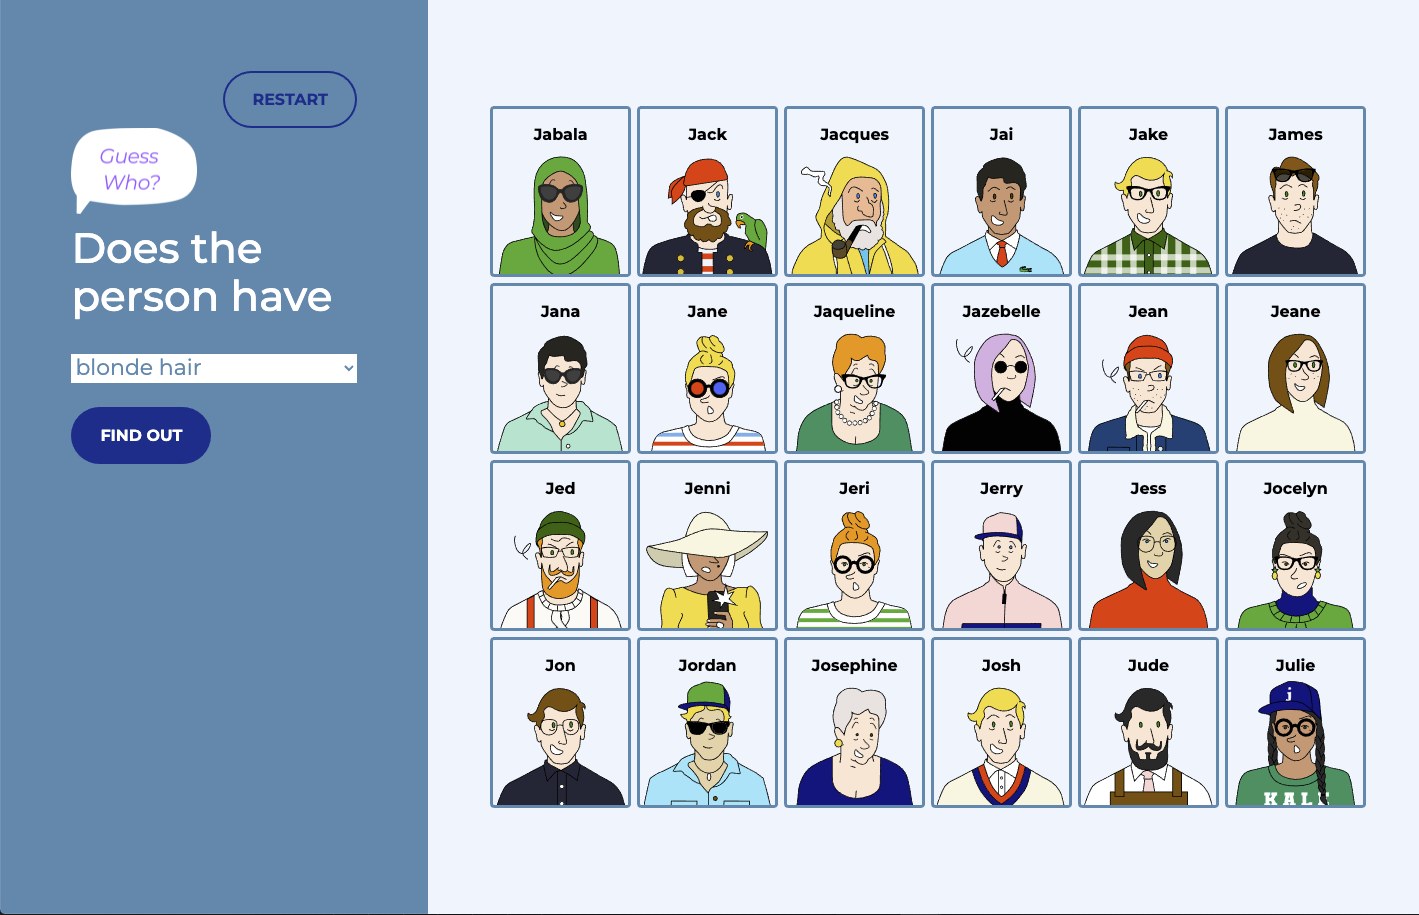 RESTART
Guess
Who?
Does the
person have
blonde hair
FIND OUT
Jabala
Jack
Jacques
Jai
Jake
James
Jana
Jane
Jaqueline
Jazebelle
Jean
Jeane
Jed
Jenni
Jeri
Jerry
Jess
Jocelyn
Jon
Jordan
Josephine
Josh
Jude
Julie
j